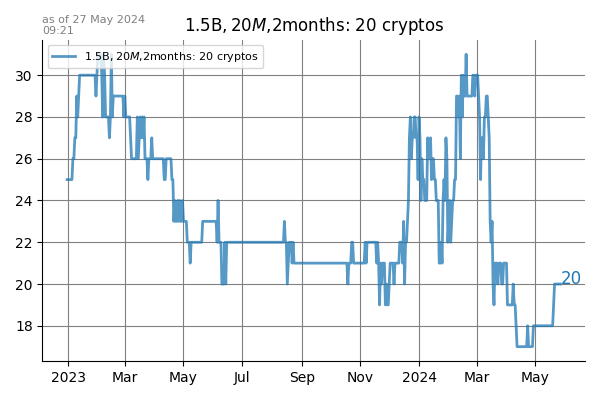 as of 27 May 2024
09:21
1.5B, 20M,2months: 20 cryptos
1.5B, 20M,2months: 20 cryptos
30
28
26
24
22
20
18
20
2023
Mar
May
Jul
Sep
Nov
2024
Mar
May